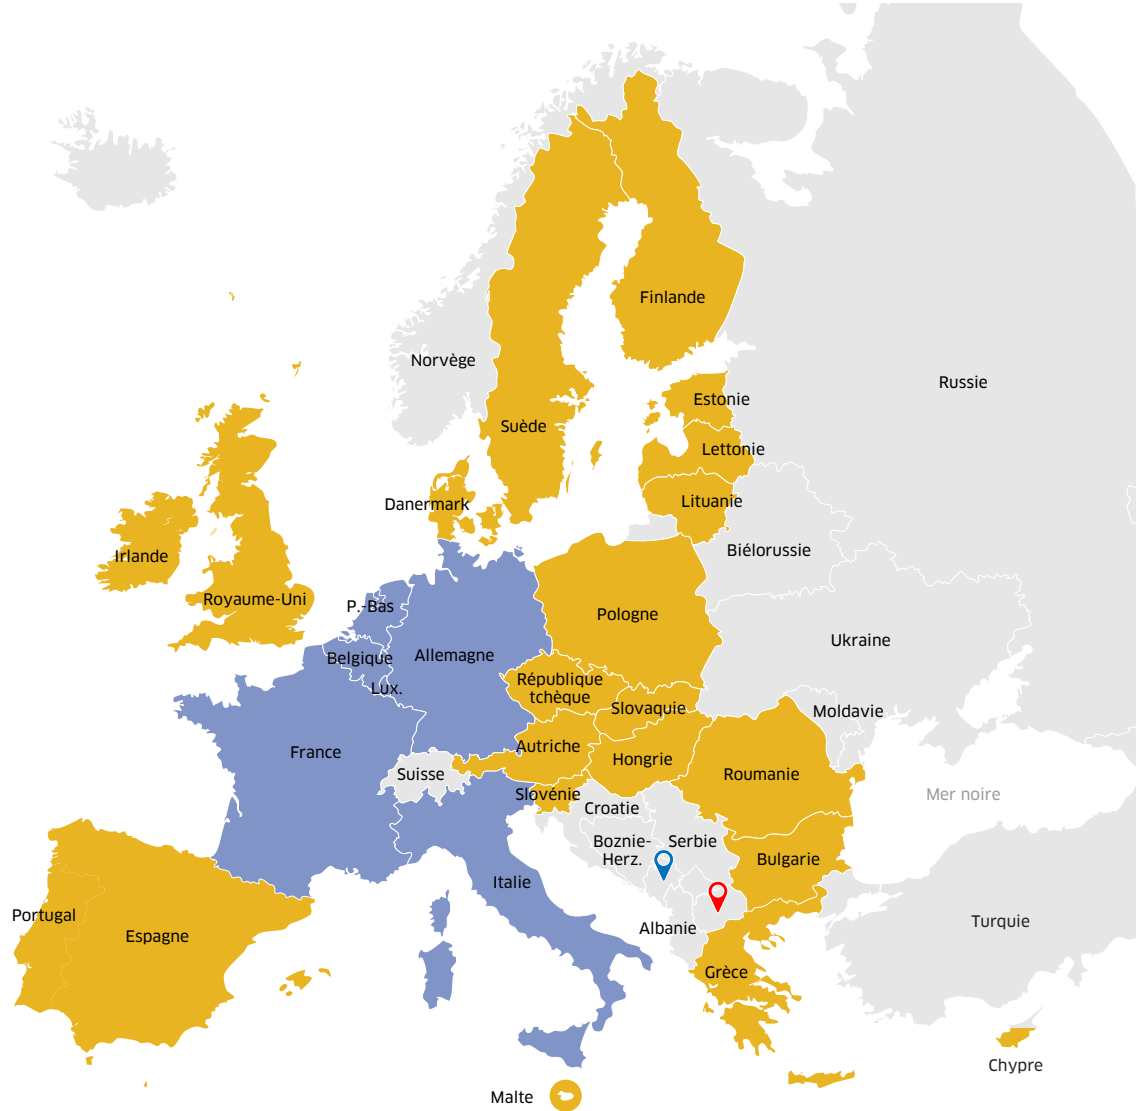 Finlande
Norvège
Russie
Estonie
Suède
Lettonie
Lituanie
Danermark
Biélorussie
Irlande
Royaume-Uni
P.-Bas
Pologne
Ukraine
Belgique
Allemagne
République
tchèque
Lux.
Slovaquie
Moldavie
France
Autriche
Hongrie
Suisse
Roumanie
Slovénie
Mer noire
Croatie
Boznie-
Herz.
Serbie
Bulgarie
Italie
Portugal
Espagne
Albanie
Turquie
Grèce
Chypre
Malte